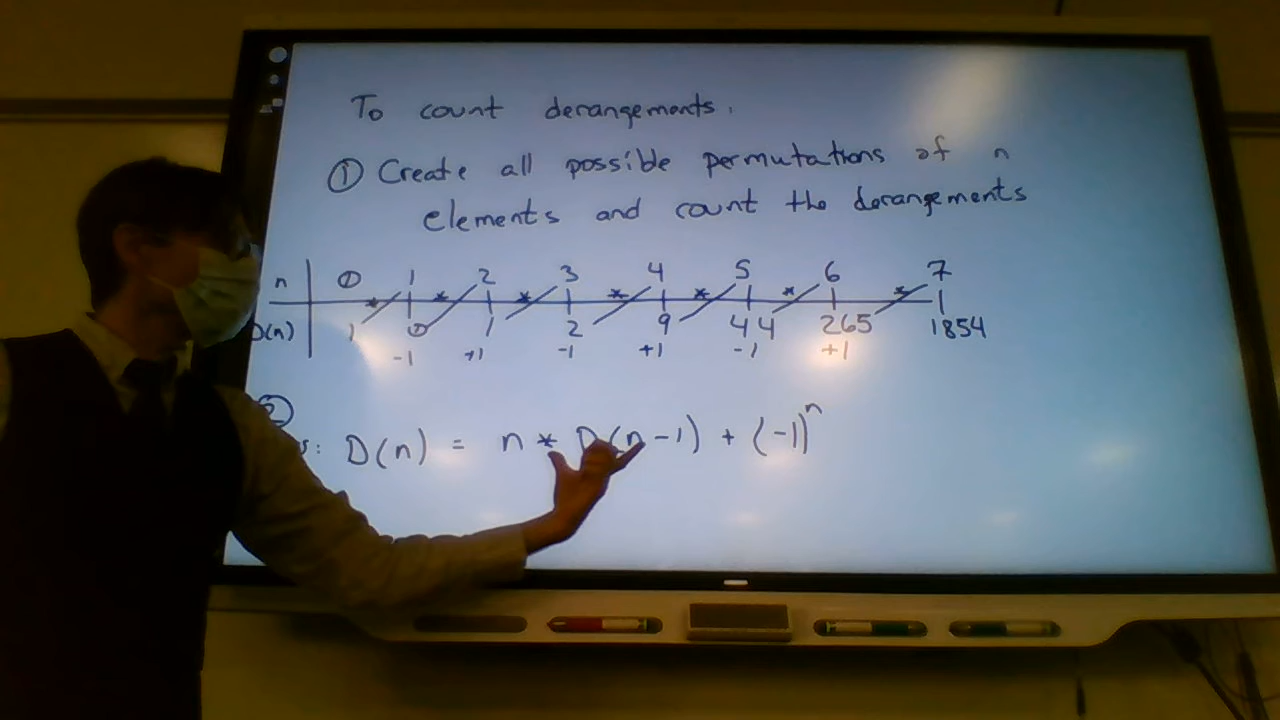 To count derangements.
① Create all possible permutations of n
elements and count the derangements
n 0 1 2 3 4 5 6 7
D(n) 1 0 1 2 9 44 265 1854
-1 +1 -1 +1 -1 +1
②
: D(n) = n * D(n-1) + (-1)^n